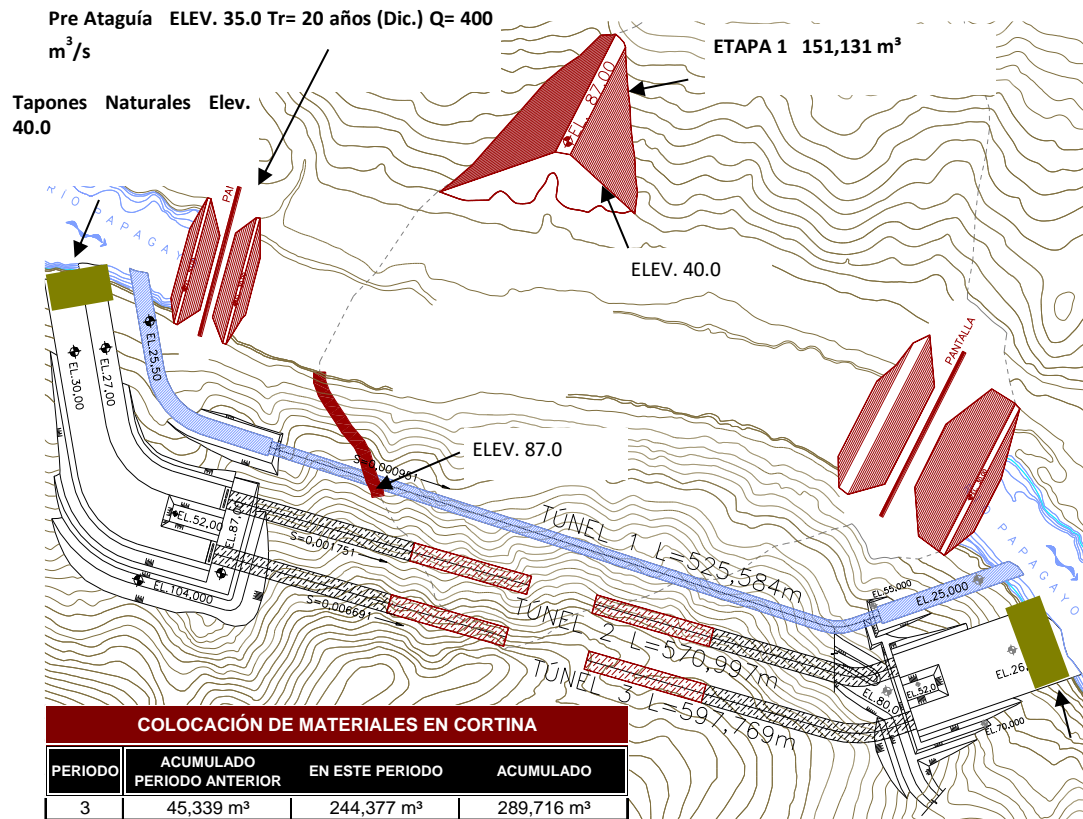 Pre Ataguía ELEV. 35.0 Tr= 20 años (Dic.) Q= 400
m³/s
ETAPA 1 151,131 m³
Tapones Naturales Elev.
40.0
EL. 87.00
PAI
RIO PAPAGAYO
ELEV. 40.0
EL.25,50
EL.30,00
EL.27,00
PANTALLA
ELEV. 87.0
S=0,000951
EL.52,00
EL.87,00
S=0,001751
TÚNEL 1 L=525,584m
EL.104,000
S=0,006691
TÚNEL 2 L=570,997m
TÚNEL 3 L=597,769m
EL.55,000
EL.25,000
PAPAGAYO
EL.26,
EL.52,0
EL.80,0
EL.70,000
COLOCACIÓN DE MATERIALES EN CORTINA
PERIODO ACUMULADO PERIODO ANTERIOR EN ESTE PERIODO ACUMULADO
3 45,339 m³ 244,377 m³ 289,716 m³